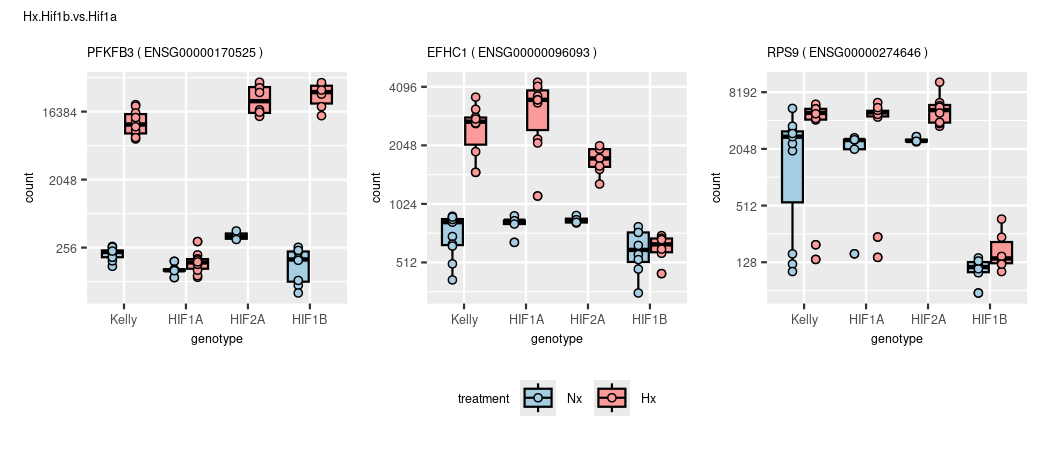 Hx.Hif1b.vs.Hif1a
PFKFB3 ( ENSG00000170525 )
count
16384
2048
256
Kelly HIF1A HIF2A HIF1B
genotype
EFHC1 ( ENSG00000096093 )
count
4096
2048
1024
512
Kelly HIF1A HIF2A HIF1B
genotype
RPS9 ( ENSG00000274646 )
count
8192
2048
512
128
Kelly HIF1A HIF2A HIF1B
genotype
treatment Nx Hx